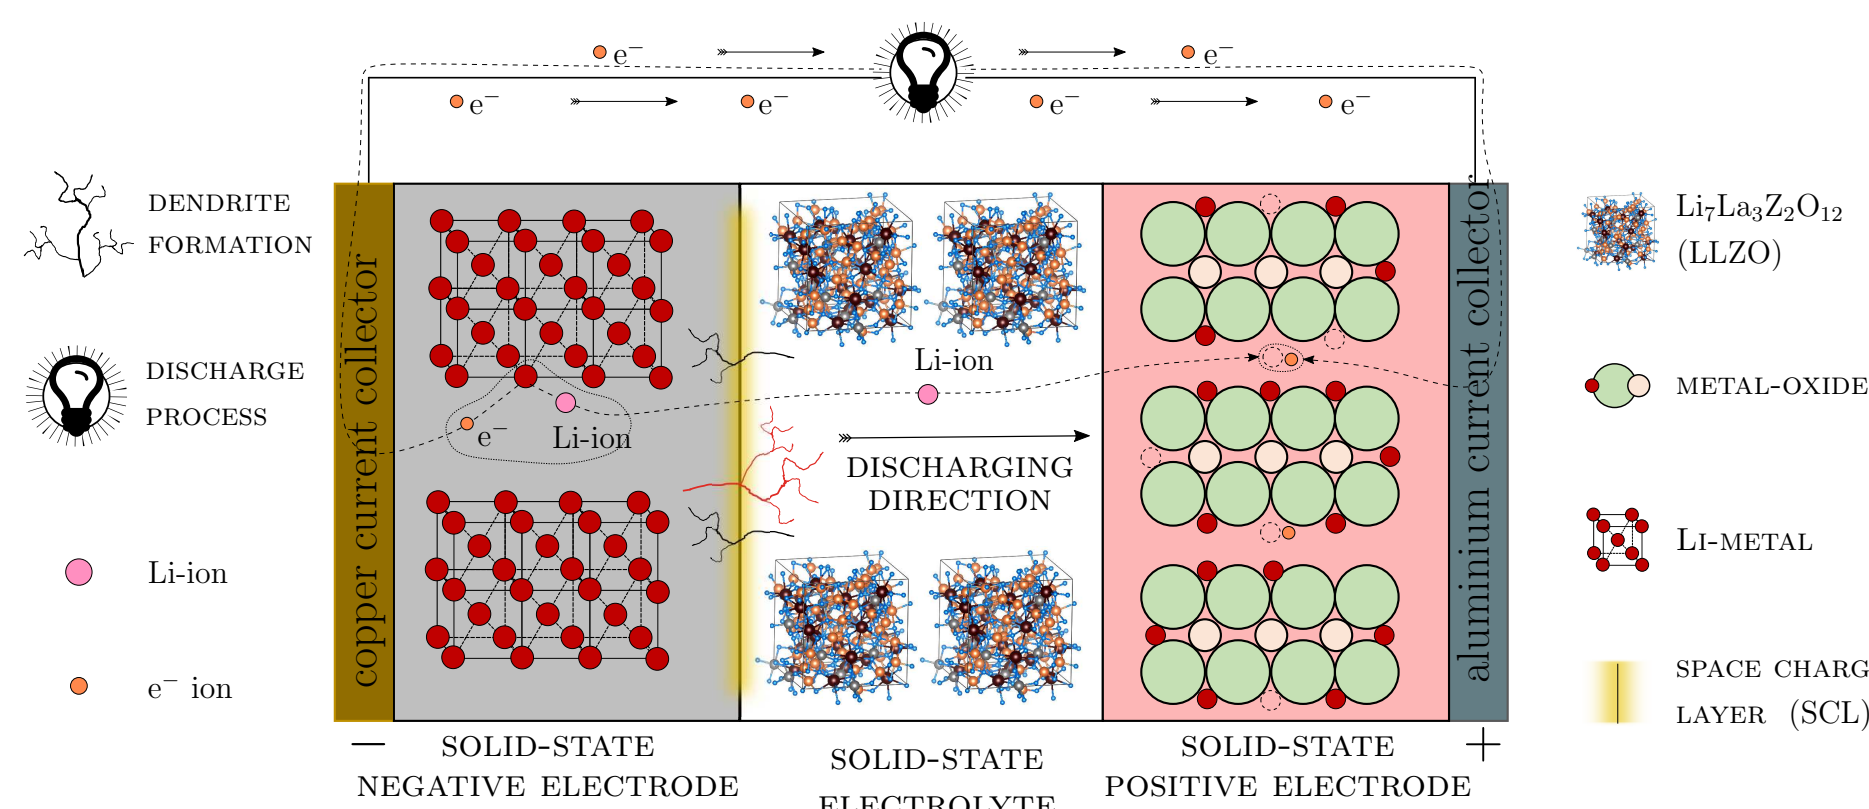 e⁻
e⁻
e⁻
e⁻
e⁻
e⁻
DENDRITE
FORMATION
DISCHARGE
PROCESS
Li-ion
e⁻ ion
copper current collector
e⁻
Li-ion
Li-ion
DISCHARGING
DIRECTION
aluminium current collector
Li₇La₃Z₂O₁₂
(LLZO)
METAL-OXIDE
LI-METAL
SPACE CHARG
LAYER (SCL)
−
SOLID-STATE
NEGATIVE ELECTRODE
SOLID-STATE
ELECTROLYTE
SOLID-STATE
POSITIVE ELECTRODE
+